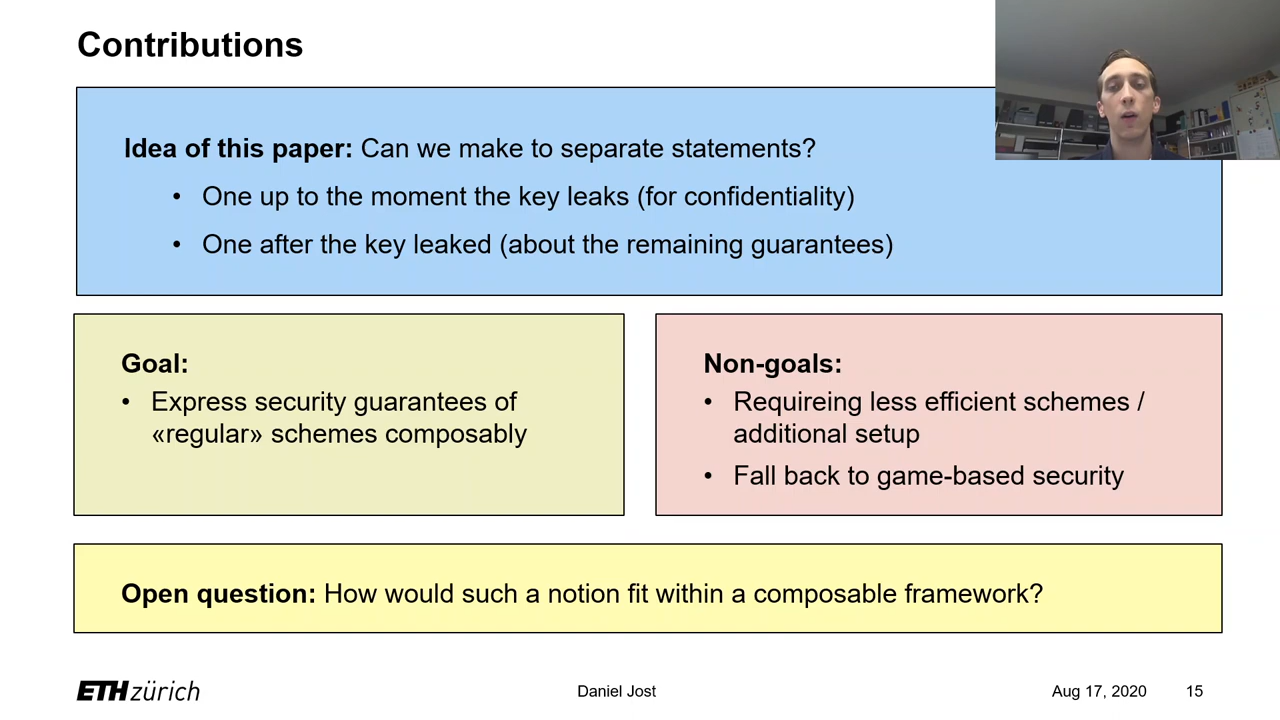 Contributions
Idea of this paper: Can we make to separate statements?
• One up to the moment the key leaks (for confidentiality)
• One after the key leaked (about the remaining guarantees)
Goal:
• Express security guarantees of
«regular» schemes composably
Non-goals:
• Requireing less efficient schemes /
additional setup
• Fall back to game-based security
Open question: How would such a notion fit within a composable framework?
ETH zürich
Daniel Jost
Aug 17, 2020
15